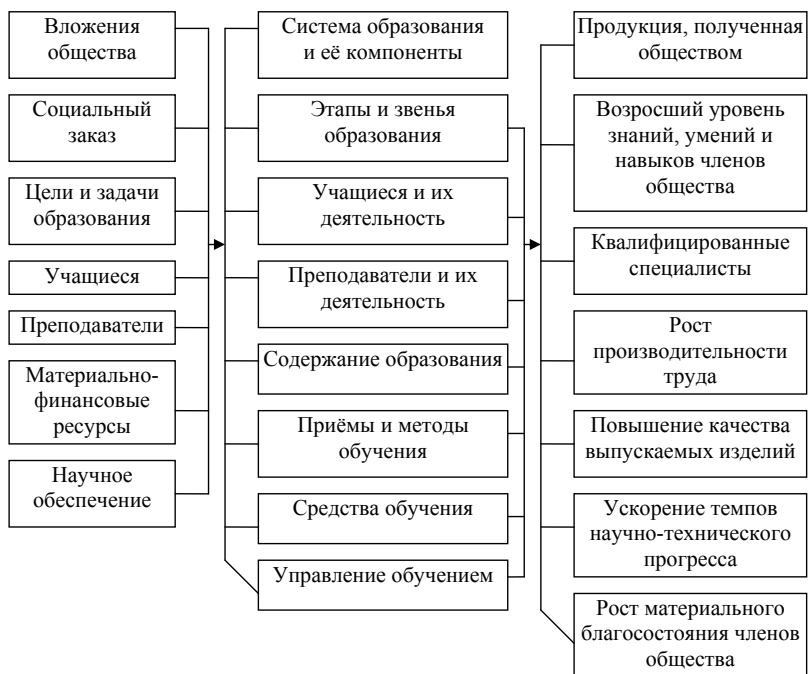 Вложения
общества
Социальный
заказ
Цели и задачи
образования
Учащиеся
Преподаватели
Материально-
финансовые
ресурсы
Научное
обеспечение
Система образования
и её компоненты
Этапы и звенья
образования
Учащиеся и их
деятельность
Преподаватели и их
деятельность
Содержание образования
Приёмы и методы
обучения
Средства обучения
Управление обучением
Продукция, полученная
обществом
Возросший уровень
знаний, умений и
навыков членов
общества
Квалифицированные
специалисты
Рост
производительности
труда
Повышение качества
выпускаемых изделий
Ускорение темпов
научно-технического
прогресса
Рост материального
благосостояния членов
общества